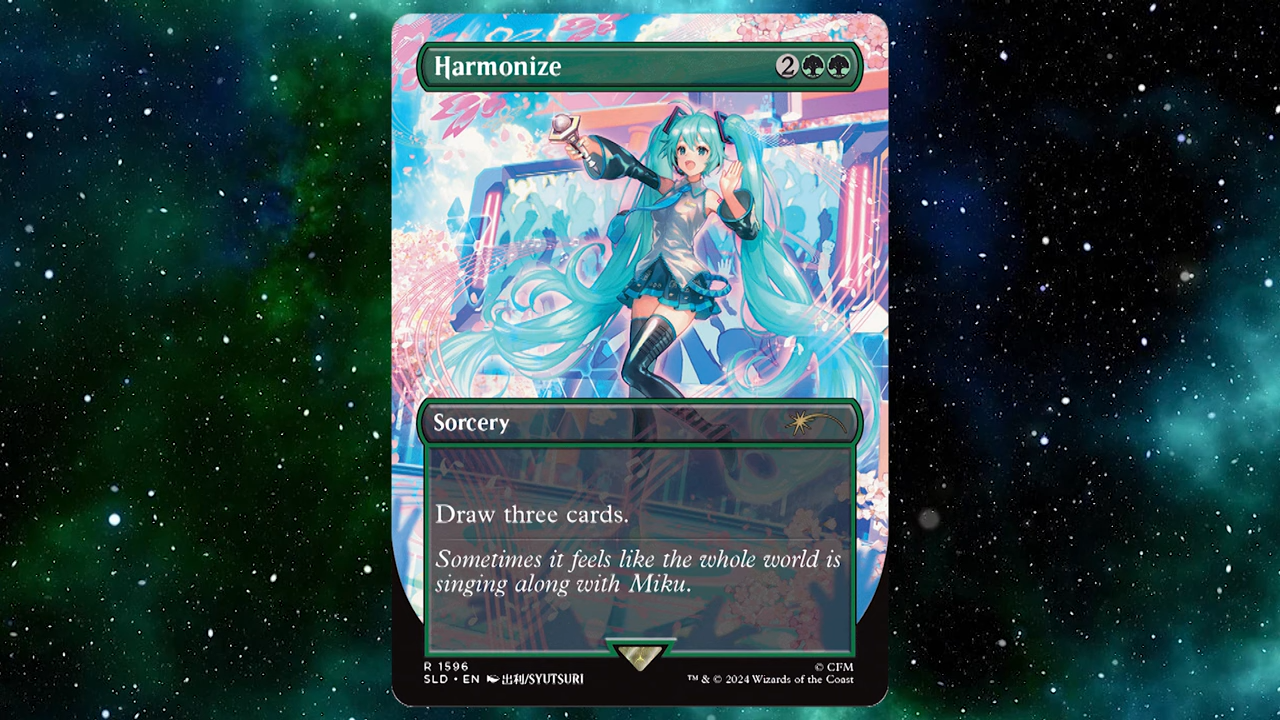 Harmonize 2
Sorcery
Draw three cards.
Sometimes it feels like the whole world is
singing along with Miku.
R 1596
SLD • EN 出利/SYUTSURI
© CFM
™ & © 2024 Wizards of the Coast